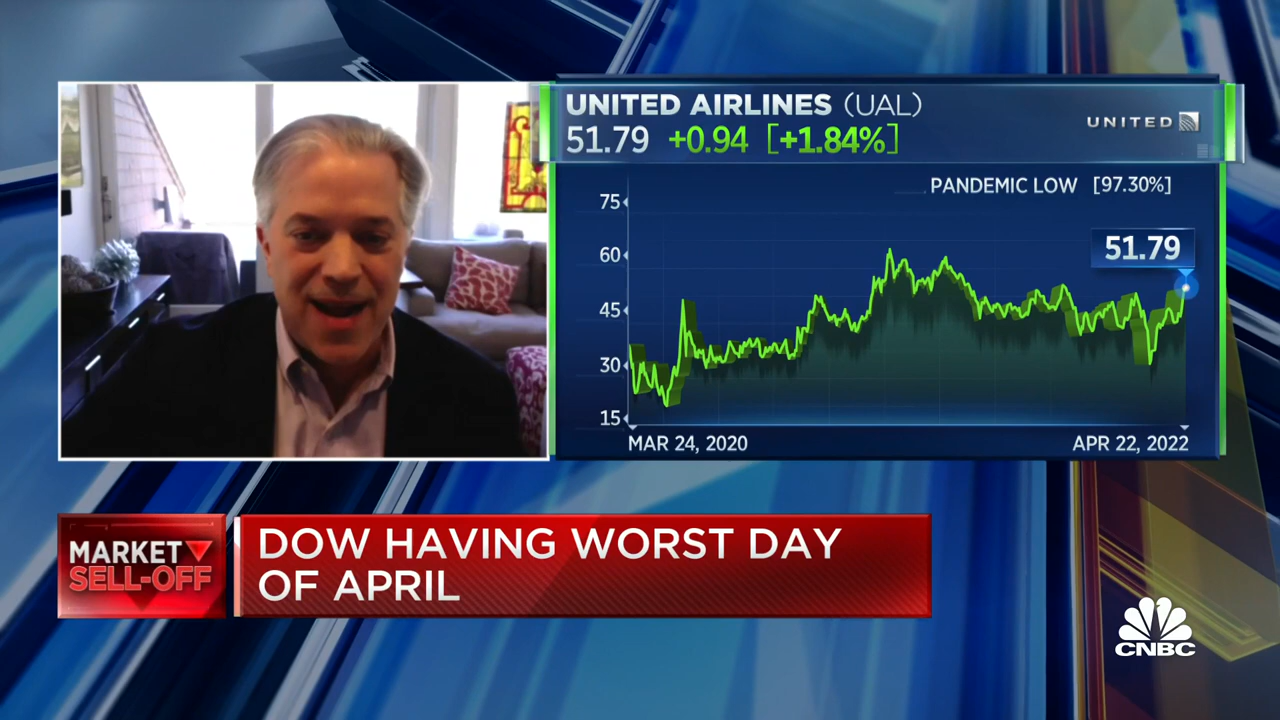 UNITED AIRLINES (UAL)
51.79 +0.94 [+1.84%]
UNITED
PANDEMIC LOW [97.30%]
75
60
45
30
15
51.79
MAR 24, 2020
APR 22, 2022
MARKET
SELL-OFF
DOW HAVING WORST DAY
OF APRIL
CNBC